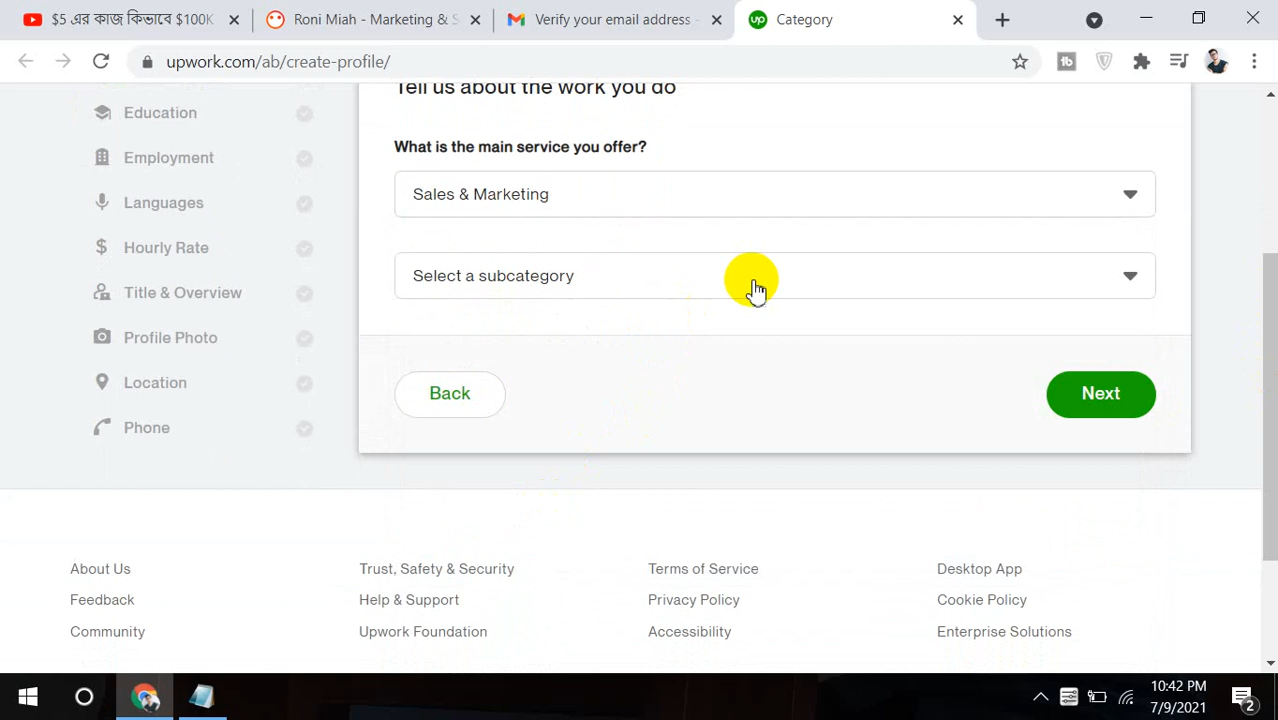 $5 এর কাজ কিভাবে $100K
Roni Miah - Marketing & S
Verify your email address -
up
Category
upwork.com/ab/create-profile/
tb
Tell us about the work you do
Education
Employment
Languages
$ Hourly Rate
Title & Overview
Profile Photo
Location
Phone
What is the main service you offer?
Sales & Marketing
Select a subcategory
Back
Next
About Us
Trust, Safety & Security
Terms of Service
Desktop App
Feedback
Help & Support
Privacy Policy
Cookie Policy
Community
Upwork Foundation
Accessibility
Enterprise Solutions
10:42 PM
7/9/2021
2